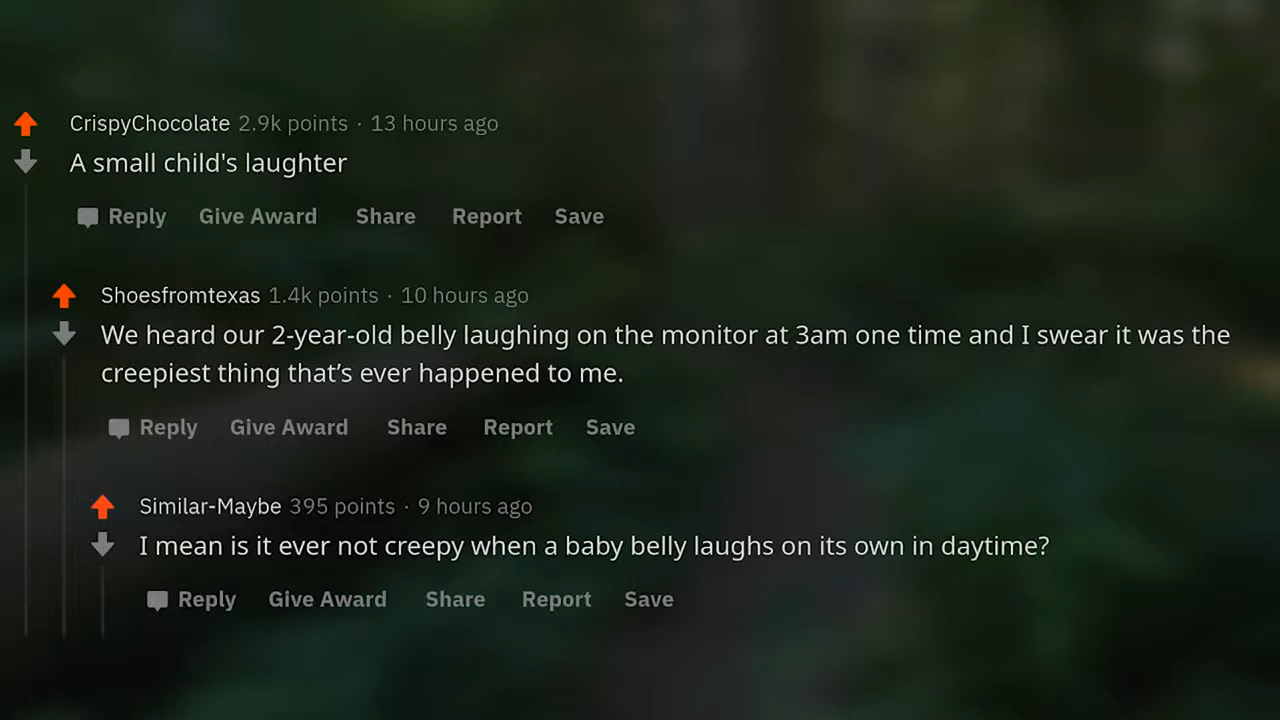 CrispyChocolate 2.9k points · 13 hours ago
A small child's laughter
Reply Give Award Share Report Save
Shoesfromtexas 1.4k points · 10 hours ago
We heard our 2-year-old belly laughing on the monitor at 3am one time and I swear it was the
creepiest thing that’s ever happened to me.
Reply Give Award Share Report Save
Similar-Maybe 395 points · 9 hours ago
I mean is it ever not creepy when a baby belly laughs on its own in daytime?
Reply Give Award Share Report Save